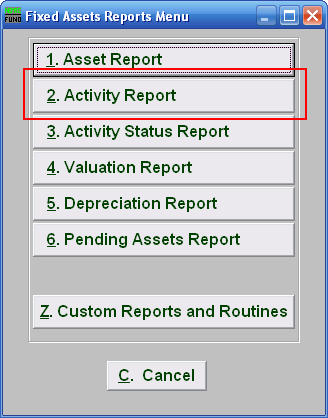 FUND Fixed Assets Reports Menu
1. Asset Report
2. Activity Report
3. Activity Status Report
4. Valuation Report
5. Depreciation Report
6. Pending Assets Report
Z. Custom Reports and Routines
C. Cancel